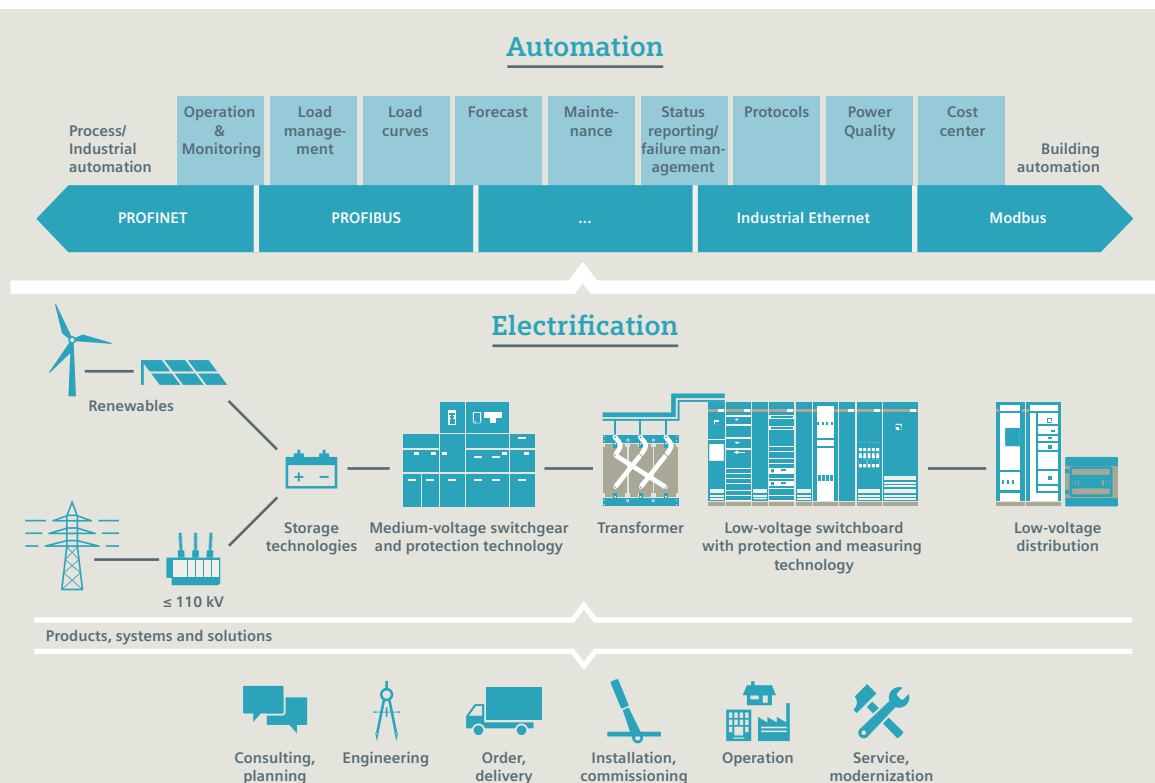 Automation
Process/
Industrial
automation
Operation
&
Monitoring
Load
manage-
ment
Load
curves
Forecast
Mainte-
nance
Status
reporting/
failure man-
agement
Protocols
Power
Quality
Cost
center
Building
automation
PROFINET
PROFIBUS
...
Industrial Ethernet
Modbus
Electrification
Renewables
≤ 110 kV
Storage
technologies
Medium-voltage switchgear
and protection technology
Transformer
Low-voltage switchboard
with protection and measuring
technology
Low-voltage
distribution
Products, systems and solutions
Consulting,
planning
Engineering
Order,
delivery
Installation,
commissioning
Operation
Service,
modernization